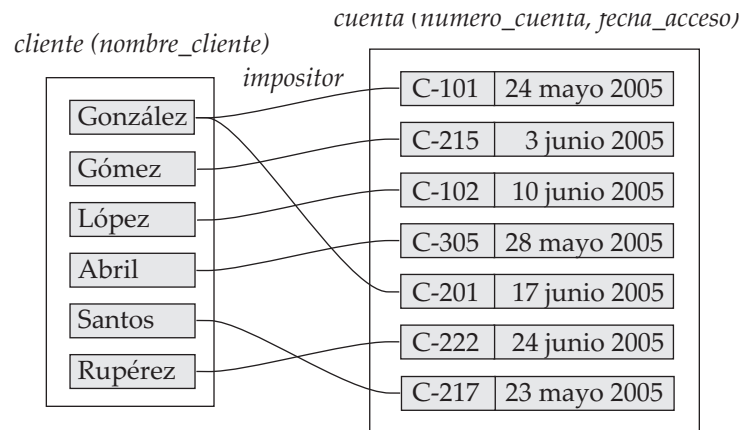 cuenta (numero_cuenta, fecha_acceso)
cliente (nombre_cliente)
impositor
González
Gómez
López
Abril
Santos
Rupérez
C-101 24 mayo 2005
C-215 3 junio 2005
C-102 10 junio 2005
C-305 28 mayo 2005
C-201 17 junio 2005
C-222 24 junio 2005
C-217 23 mayo 2005